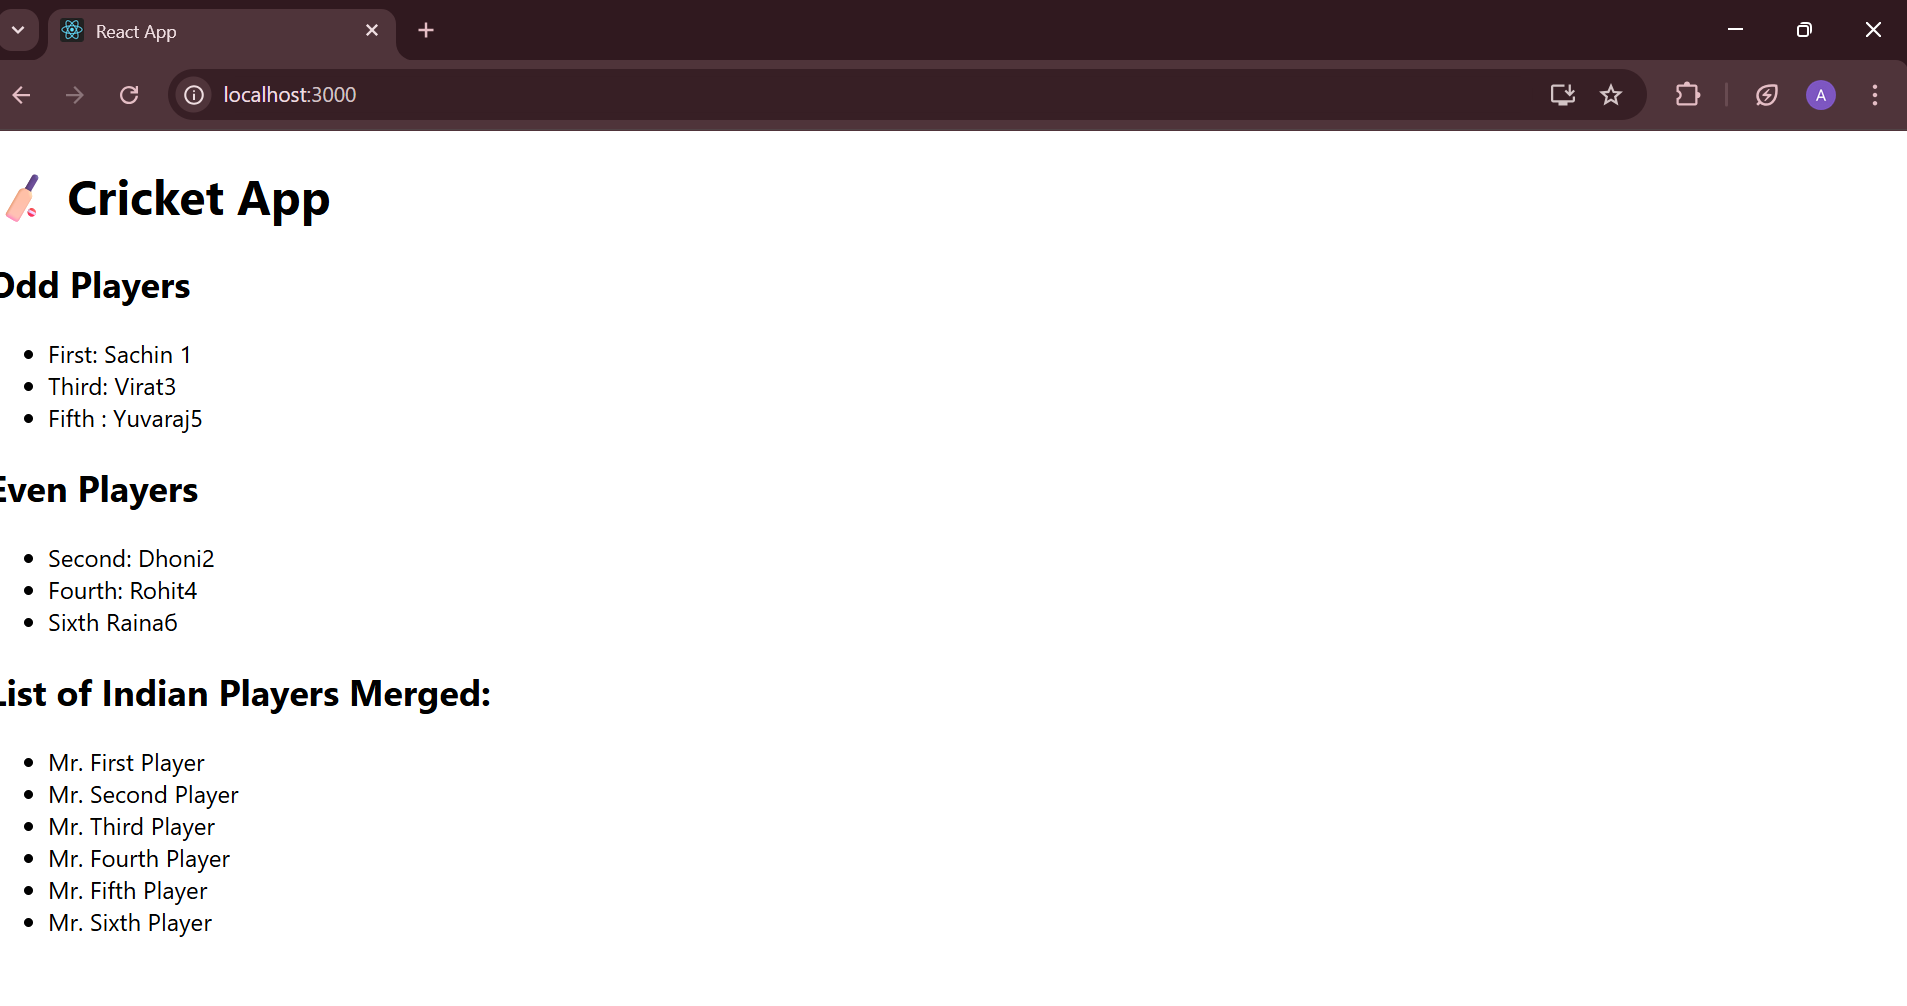 React App
localhost:3000
A
Cricket App
Odd Players
First: Sachin 1
Third: Virat3
Fifth : Yuvaraj5
Even Players
Second: Dhoni2
Fourth: Rohit4
Sixth Raina6
List of Indian Players Merged:
Mr. First Player
Mr. Second Player
Mr. Third Player
Mr. Fourth Player
Mr. Fifth Player
Mr. Sixth Player